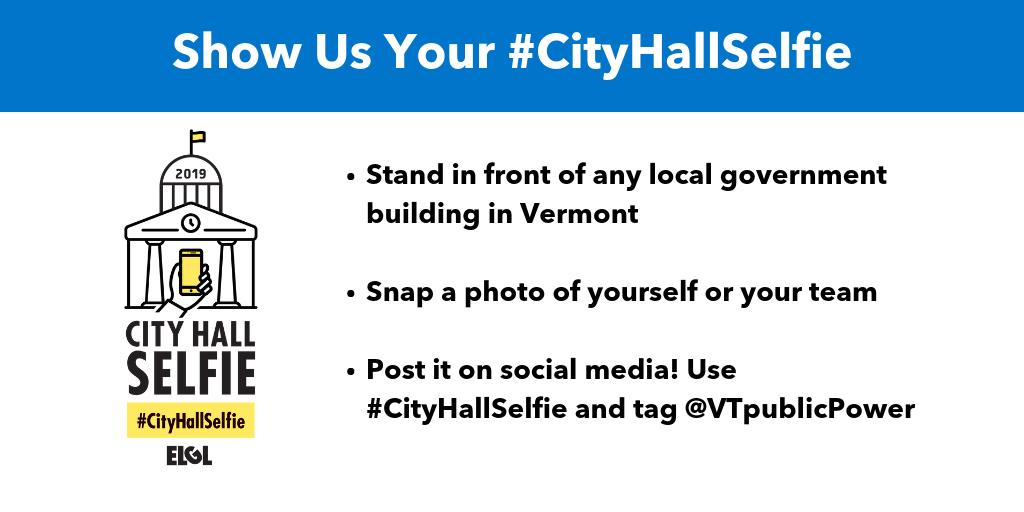 Show Us Your #CityHallSelfie
2019
CITY HALL
SELFIE
#CityHallSelfie
ELGL
• Stand in front of any local government
building in Vermont
• Snap a photo of yourself or your team
• Post it on social media! Use
#CityHallSelfie and tag @VTpublicPower